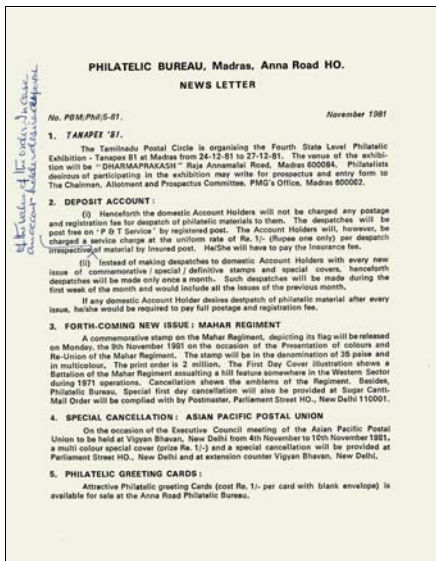 PHILATELIC BUREAU, Madras, Anna Road HO.
NEWS LETTER
No. PBM/Phil/5-81.
November 1981
1. TANAPEX '81.
The Tamilnadu Postal Circle is organising the Fourth State Level Philatelic
Exhibition - Tanapex 81 at Madras from 24-12-81 to 27-12-81. The venue of the exhibi-
tion will be "DHARMAPRAKASH" Raja Annamalai Road, Madras 600084. Philatelists
desirous of participating in the exhibition may write for prospectus and entry form to
The Chairman, Allotment and Prospectus Committee, PMG's Office, Madras 600002.
2. DEPOSIT ACCOUNT :
(i) Henceforth the domestic Account Holders will not be charged any postage
and registration fee for despatch of philatelic materials to them. The despatches will be
post free on 'P & T Service' by registered post. The Account Holders will, however, be
charged a service charge at the uniform rate of Re. 1/- (Rupee one only) per despatch
irrespective of material by Insured post. He/She will have to pay the Insurance fee.
(ii) Instead of making despatches to domestic Account Holders with every new
issue of commemorative / special / definitive stamps and special covers, henceforth
despatches will be made only once a month. Such despatches will be made during the
first week of the month and would include all the issues of the previous month.
If any domestic Account Holder desires destpatch of philatelic material after every
issue, he/she would be required to pay full postage and registration fee.
3. FORTH-COMING NEW ISSUE : MAHAR REGIMENT
A commemorative stamp on the Mahar Regiment, depicting its flag will be released
on Monday, the 9th November 1981 on the occasion of the Presentation of colours and
Re-Union of the Mahar Regiment. The stamp will be in the denomination of 35 paise and
in multicolour. The print order is 2 million. The First Day Cover illustration shows a
Battalion of the Mahar Regiment assualting a hill feature somewhere in the Western Sector
during 1971 operations. Cancellation shows the emblems of the Regiment. Besides,
Philatelic Bureau, Special first day cancellation will also be provided at Sugar Cantt-
Mail Order will be complied with by Postmaster, Parliament Street HO., New Delhi 110001.
4. SPECIAL CANCELLATION : ASIAN PACIFIC POSTAL UNION
On the occasion of the Executive Council meeting of the Asian Pacific Postal
Union to be held at Vigyan Bhavan, New Delhi from 4th November to 10th November 1981,
a multi colour special cover (prize Re. 1/-) and a special cancellation will be provided at
Parliament Street HO., New Delhi and at extension counter Vigyan Bhavan, New Delhi.
5. PHILATELIC GREETING CARDS :
Attractive Philatelic greeting Cards (cost Re. 1/- per card with blank envelope) is
available for sale at the Anna Road Philatelic Bureau.
of the value of the order. In case
account holder desires